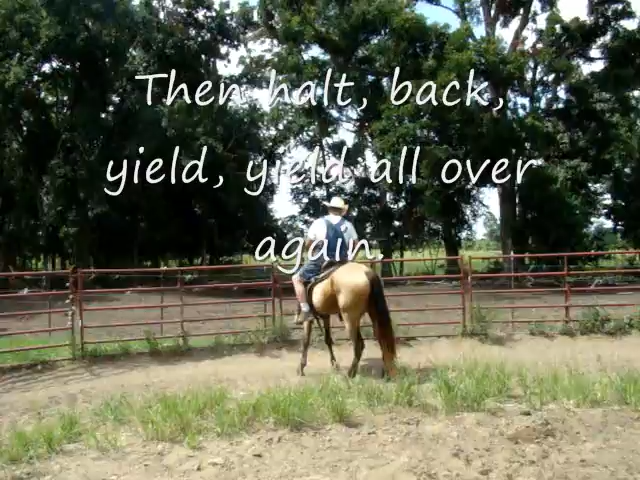 Then halt, back,
yield, yield all over
again.